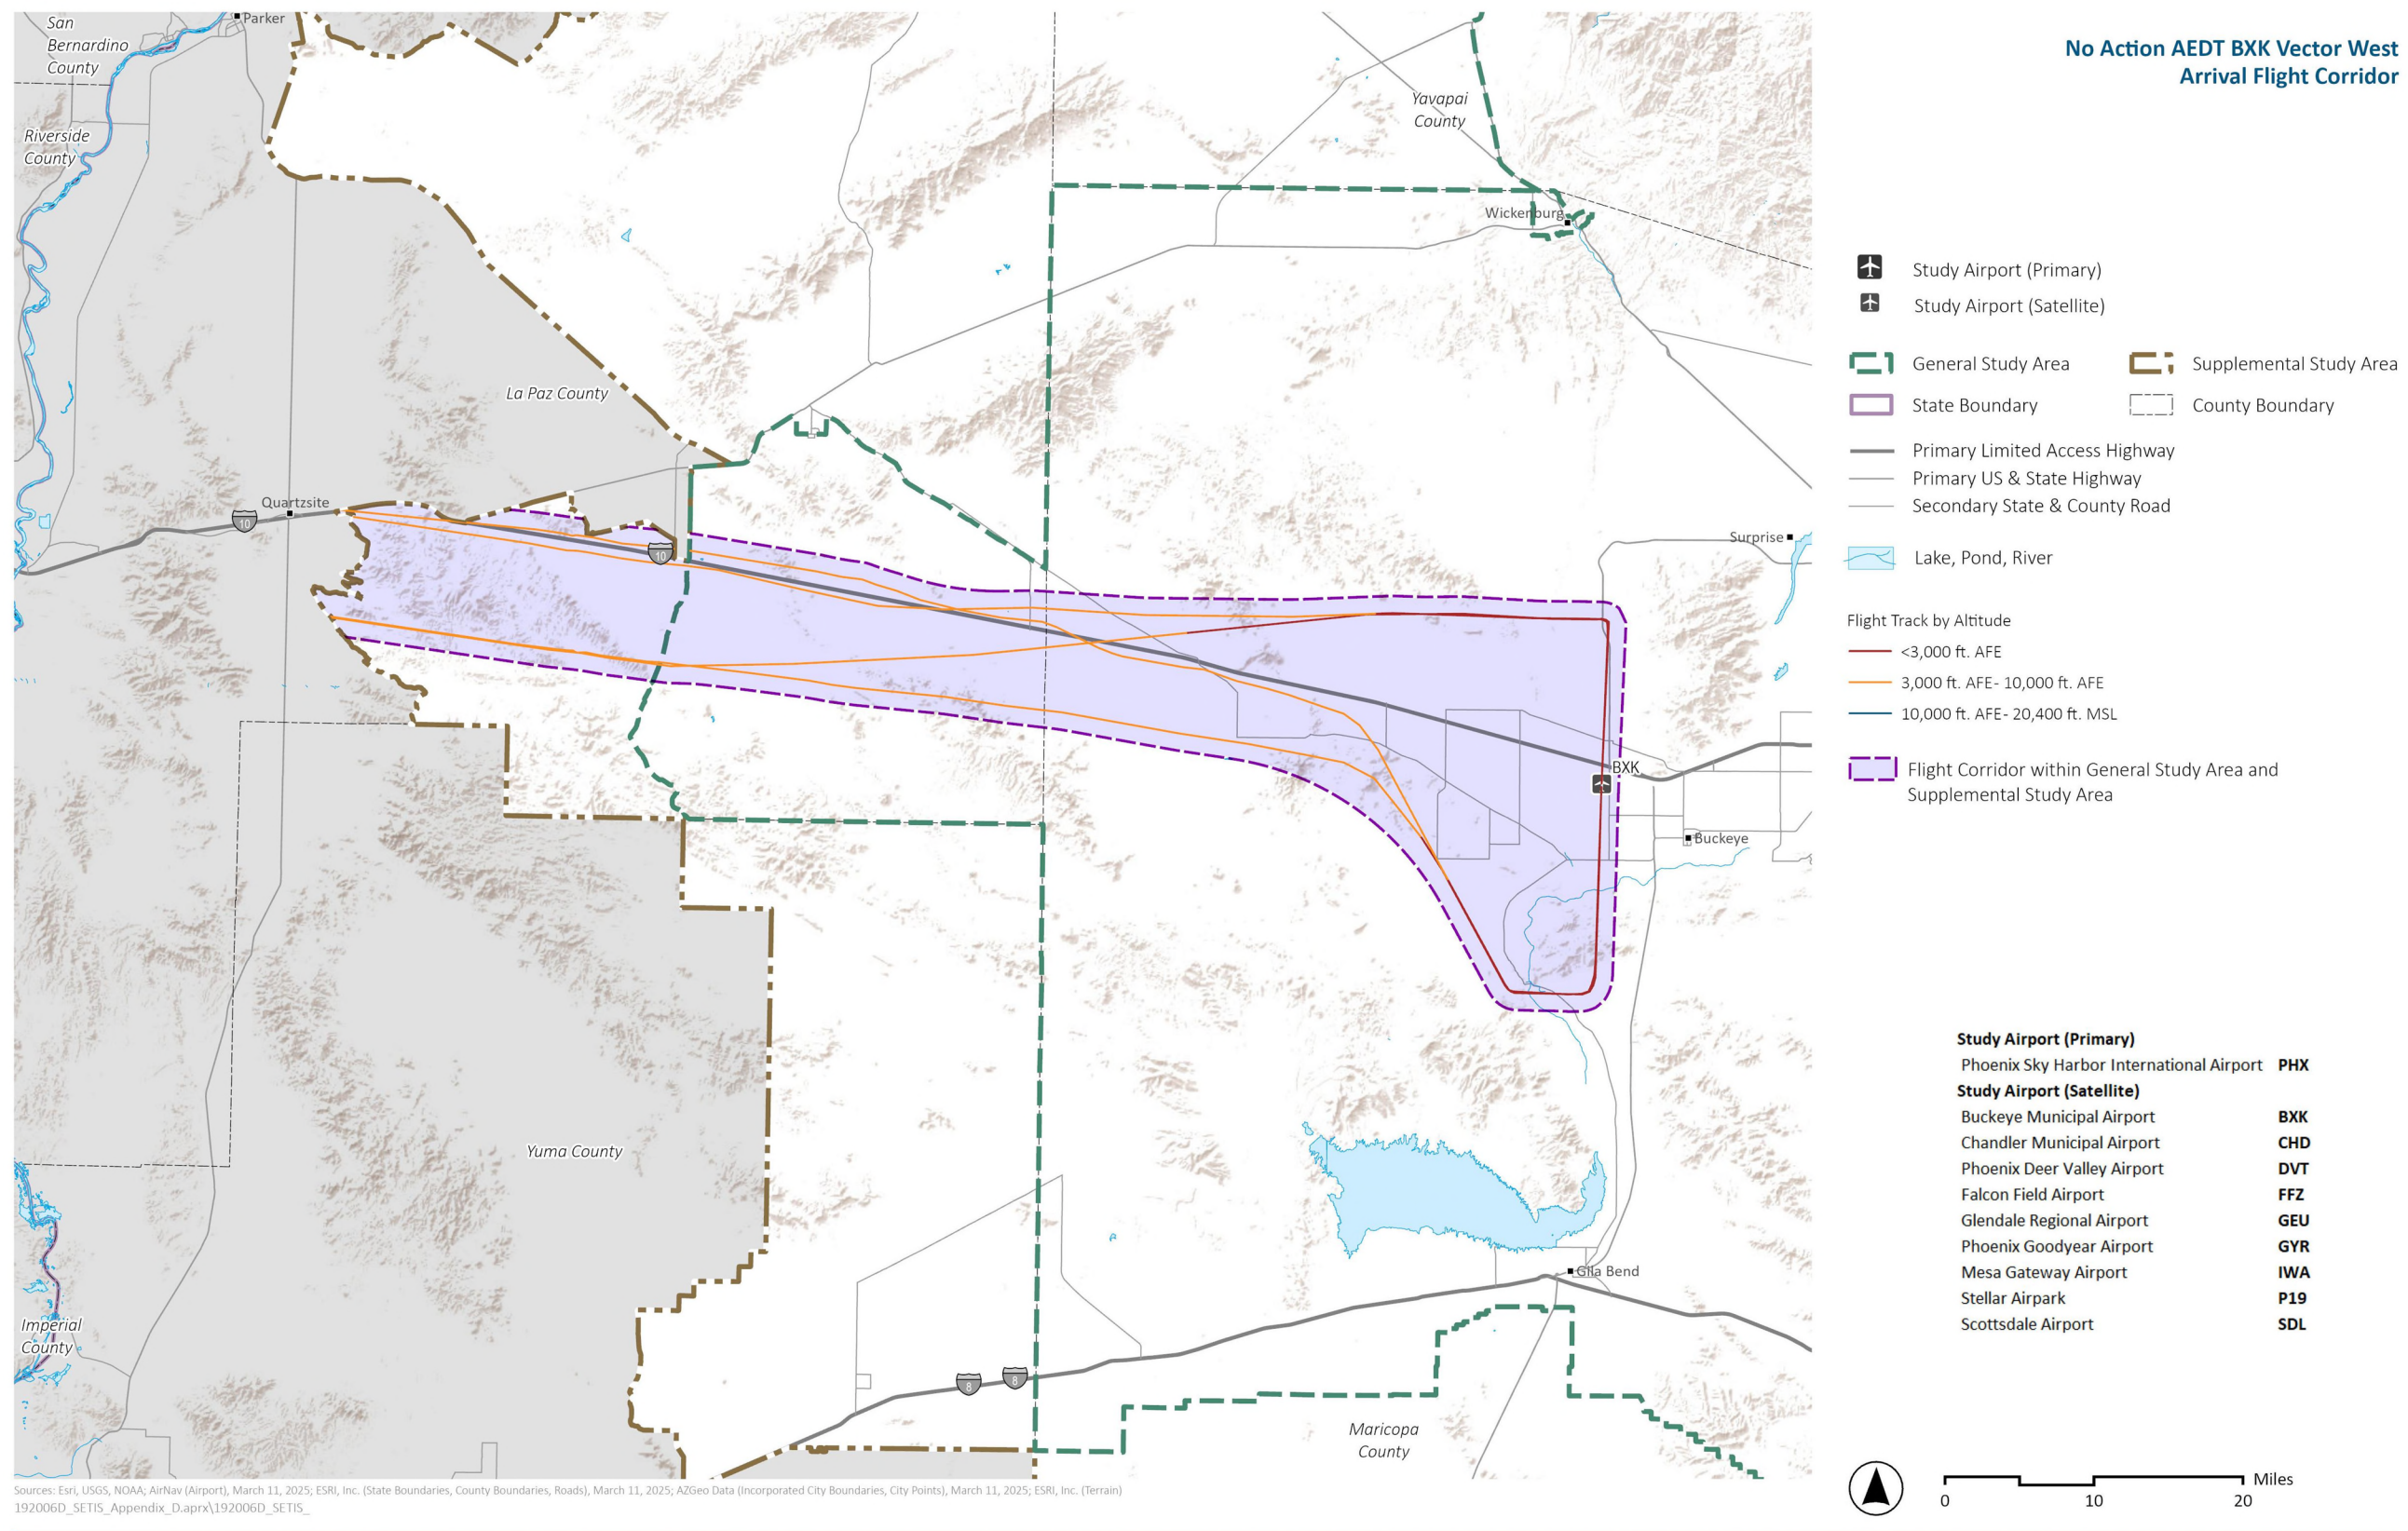 No Action AEDT BXK Vector West
Arrival Flight Corridor
San
Bernardino
County
Parker
Riverside
County
Yavapai
County
Wickenburg
La Paz County
Quartzsite
10
10
Surprise
BXK
Buckeye
Yuma County
Imperial
County
Gila Bend
8
8
Maricopa
County
Study Airport (Primary)
Study Airport (Satellite)
General Study Area
Supplemental Study Area
State Boundary
County Boundary
Primary Limited Access Highway
Primary US & State Highway
Secondary State & County Road
Lake, Pond, River
Flight Track by Altitude
<3,000 ft. AFE
3,000 ft. AFE- 10,000 ft. AFE
10,000 ft. AFE- 20,400 ft. MSL
Flight Corridor within General Study Area and
Supplemental Study Area
Study Airport (Primary)
Phoenix Sky Harbor International Airport PHX
Study Airport (Satellite)
Buckeye Municipal Airport BXK
Chandler Municipal Airport CHD
Phoenix Deer Valley Airport DVT
Falcon Field Airport FFZ
Glendale Regional Airport GEU
Phoenix Goodyear Airport GYR
Mesa Gateway Airport IWA
Stellar Airpark P19
Scottsdale Airport SDL
Miles
0 10 20
Sources: Esri, USGS, NOAA; AirNav (Airport), March 11, 2025; ESRI, Inc. (State Boundaries, County Boundaries, Roads), March 11, 2025; AZGeo Data (Incorporated City Boundaries, City Points), March 11, 2025; ESRI, Inc. (Terrain)
192006D_SETIS_Appendix_D.aprx\192006D_SETIS_